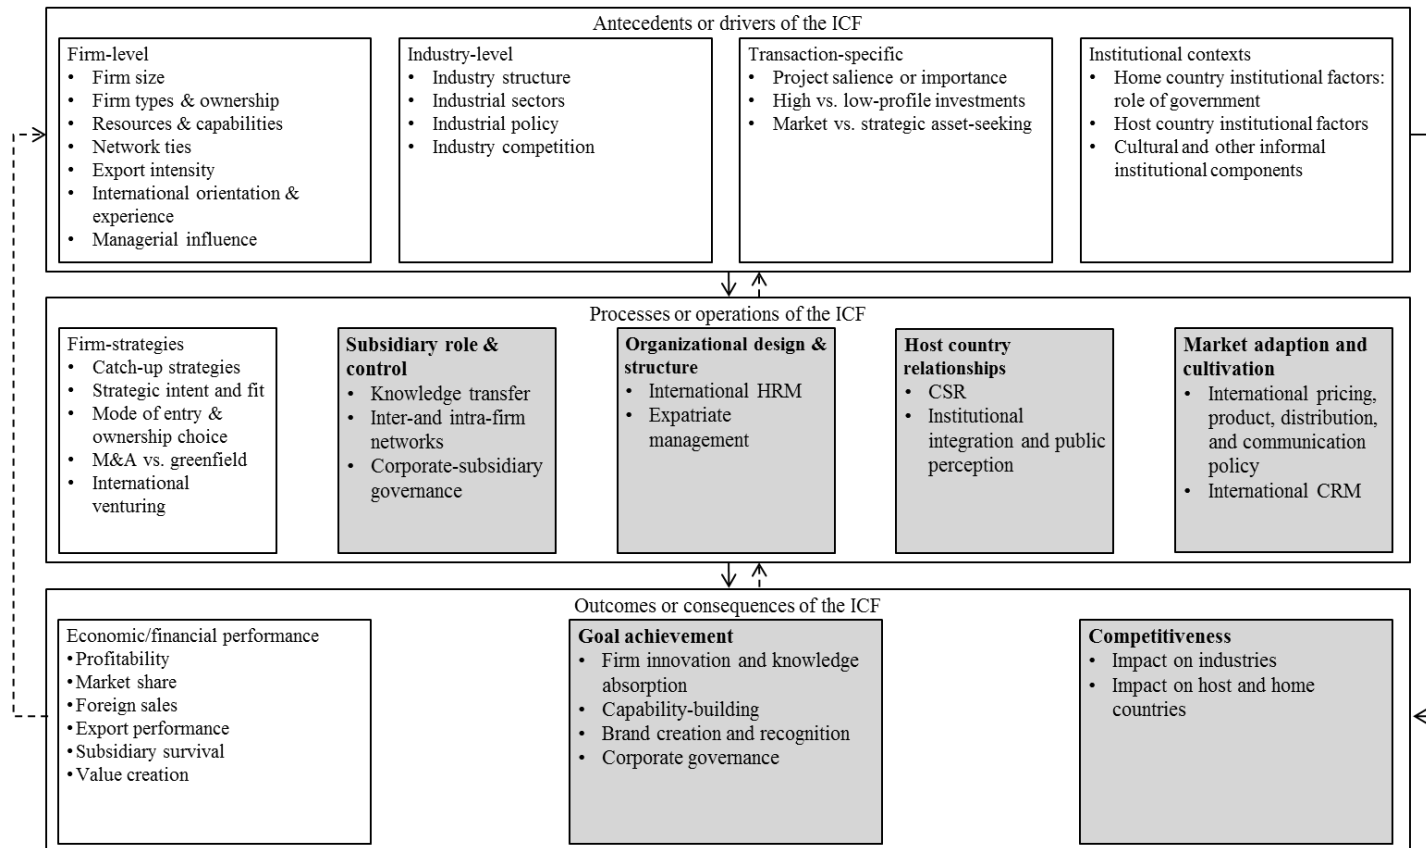 Antecedents or drivers of the ICF
Firm-level
• Firm size
• Firm types & ownership
• Resources & capabilities
• Network ties
• Export intensity
• International orientation &
experience
• Managerial influence
Industry-level
• Industry structure
• Industrial sectors
• Industrial policy
• Industry competition
Transaction-specific
• Project salience or importance
• High vs. low-profile investments
• Market vs. strategic asset-seeking
Institutional contexts
• Home country institutional factors:
role of government
• Host country institutional factors
• Cultural and other informal
institutional components
Processes or operations of the ICF
Firm-strategies
• Catch-up strategies
• Strategic intent and fit
• Mode of entry &
ownership choice
• M&A vs. greenfield
• International
venturing
Subsidiary role &
control
• Knowledge transfer
• Inter-and intra-firm
networks
• Corporate-subsidiary
governance
Organizational design &
structure
• International HRM
• Expatriate
management
Host country
relationships
• CSR
• Institutional
integration and public
perception
Market adaption and
cultivation
• International pricing,
product, distribution,
and communication
policy
• International CRM
Outcomes or consequences of the ICF
Economic/financial performance
• Profitability
• Market share
• Foreign sales
• Export performance
• Subsidiary survival
• Value creation
Goal achievement
• Firm innovation and knowledge
absorption
• Capability-building
• Brand creation and recognition
• Corporate governance
Competitiveness
• Impact on industries
• Impact on host and home
countries